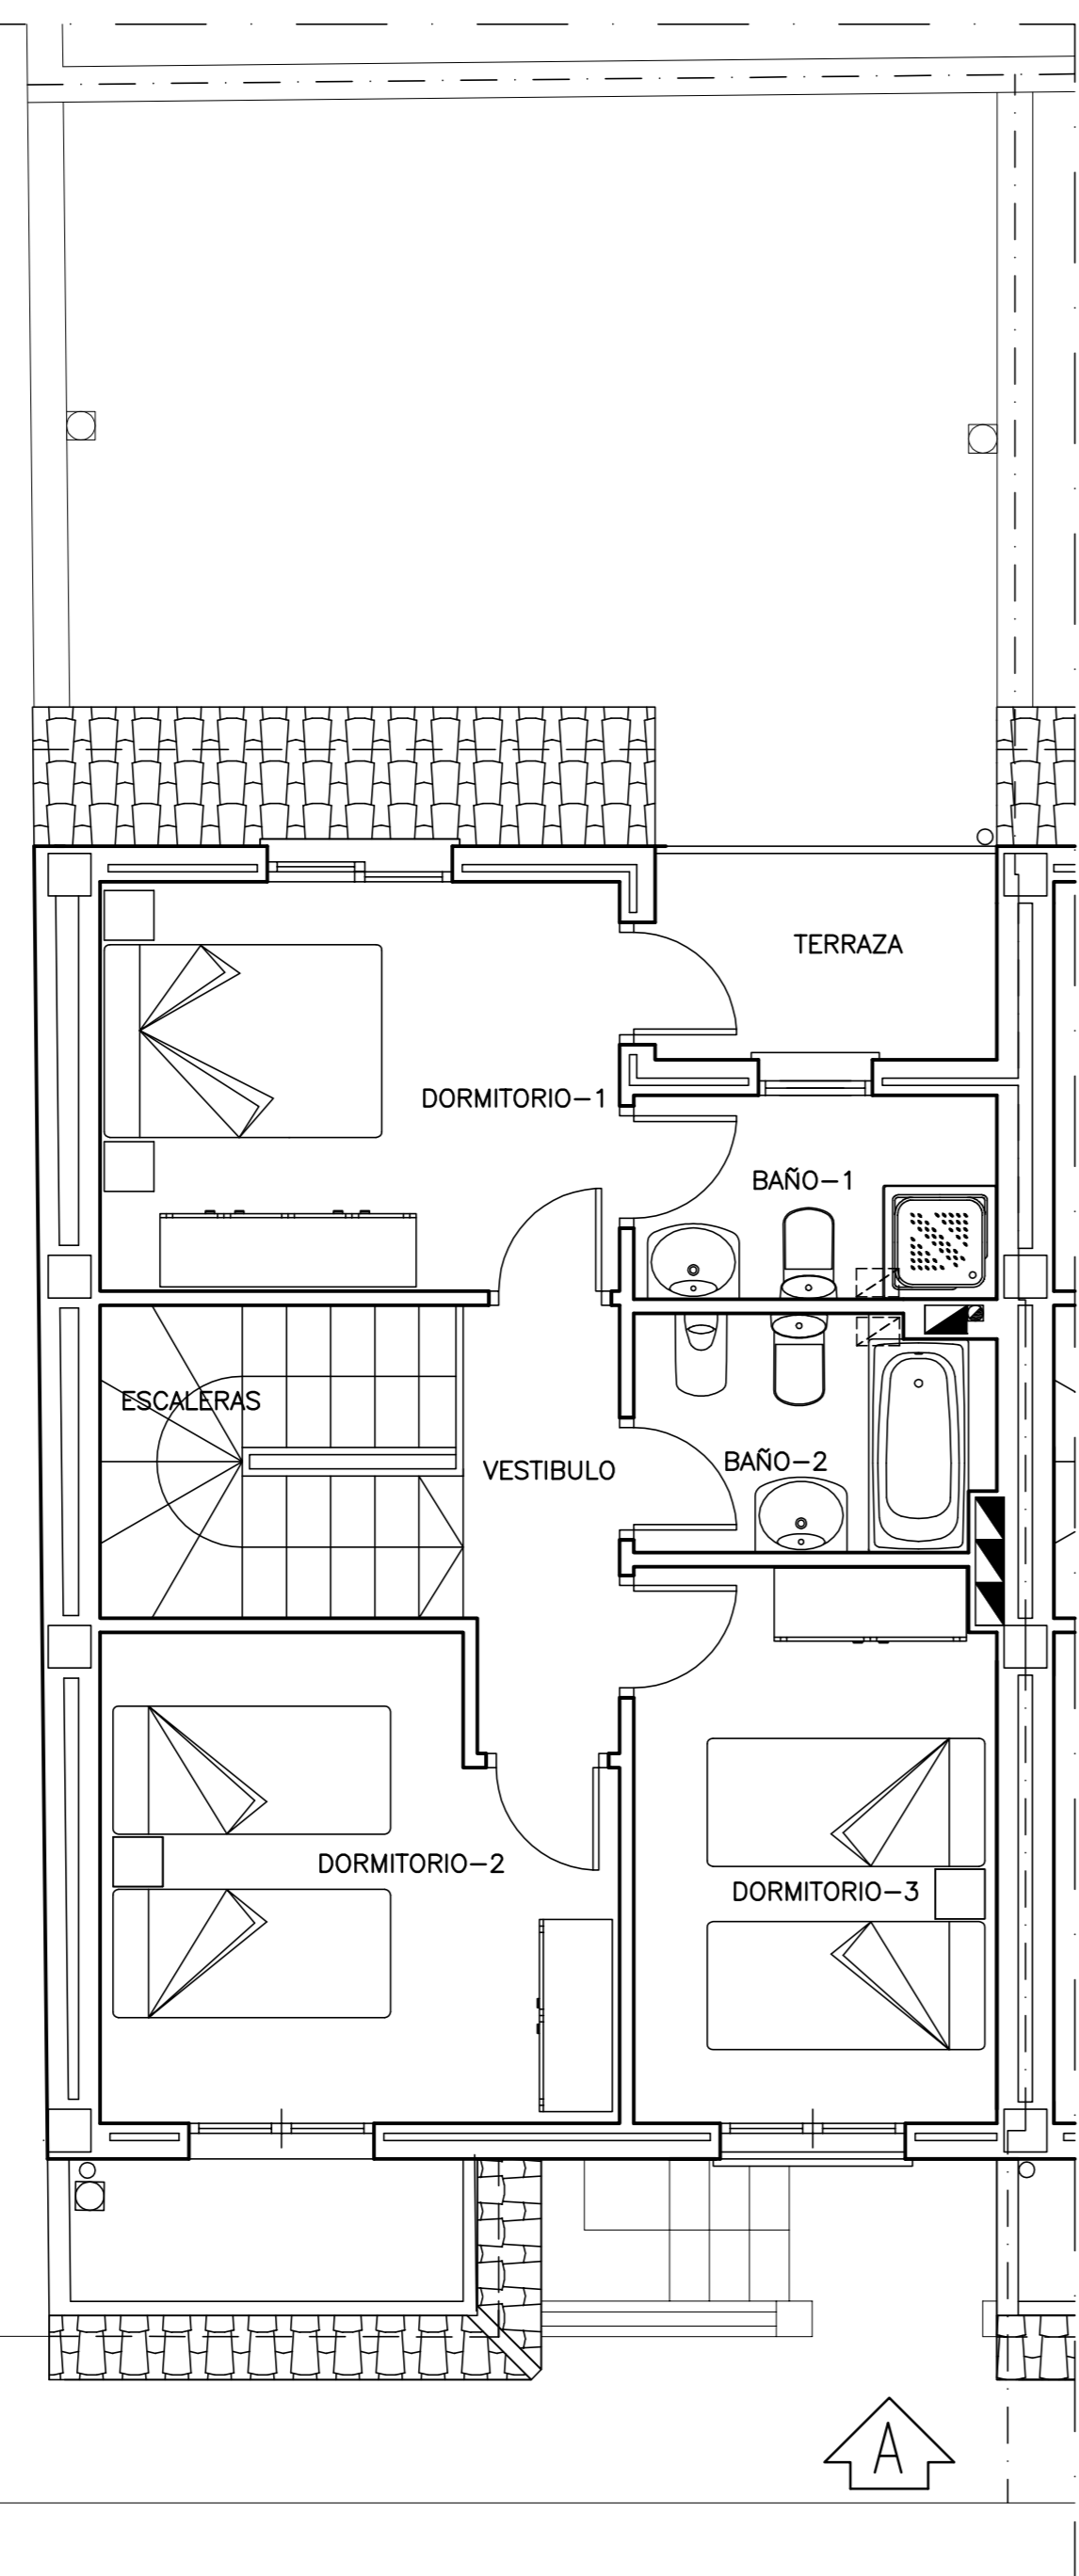 TERRAZA
DORMITORIO-1
BAÑO-1
ESCALERAS
VESTIBULO
BAÑO-2
DORMITORIO-2
DORMITORIO-3
A